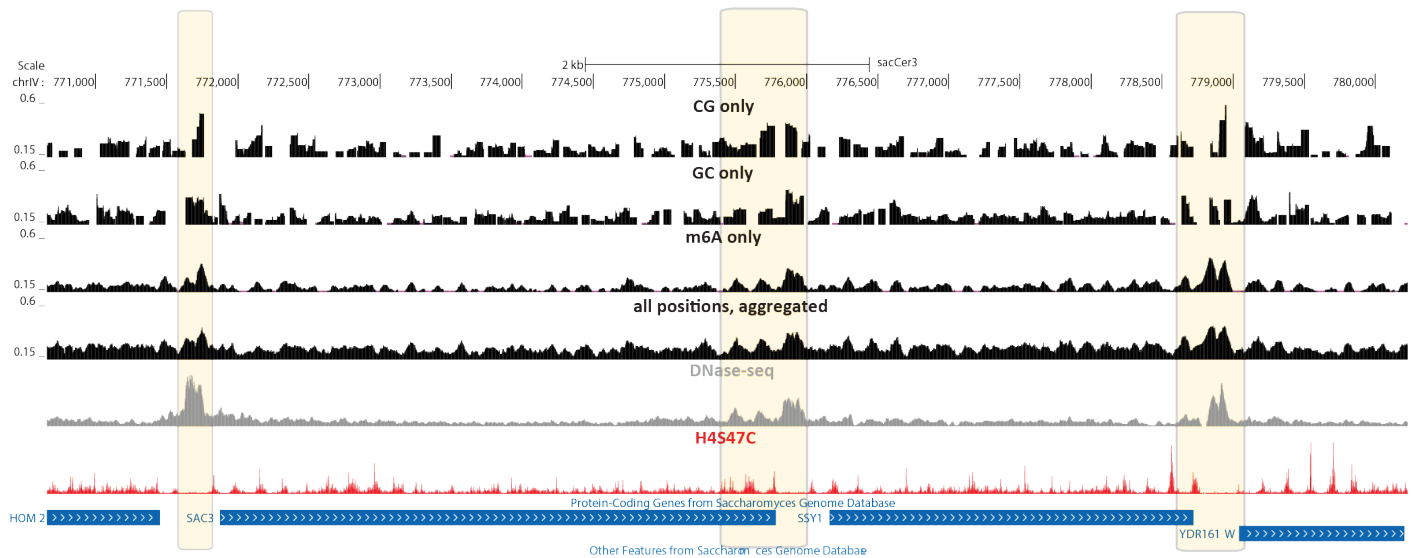 Scale 2 kb sacCer3
chrIV : 771,000 771,500 772,000 772,500 773,000 773,500 774,000 774,500 775,000 775,500 776,000 776,500 777,000 777,500 778,000 778,500 779,000 779,500 780,000
0.6
CG only
0.15
0.6
GC only
0.15
0.6
m6A only
0.15
0.6
all positions, aggregated
0.15
DNase-seq
H4S47C
Protein-Coding Genes from Saccharomyces Genome Database
HOM 2 SAC3 SSY1
YDR161 W
Other Features from Saccharom ces Genome Database